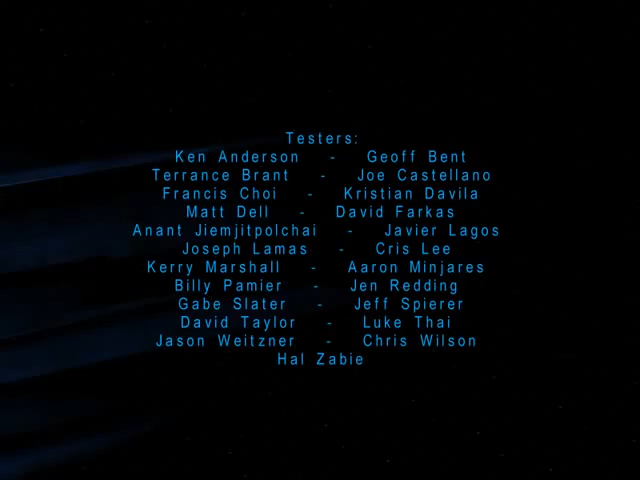 Testers:
Ken Anderson - Geoff Bent
Terrance Brant - Joe Castellano
Francis Choi - Kristian Davila
Matt Dell - David Farkas
Anant Jiemjitpolchai - Javier Lagos
Joseph Lamas - Cris Lee
Kerry Marshall - Aaron Minjares
Billy Pamier - Jen Redding
Gabe Slater - Jeff Spierer
David Taylor - Luke Thai
Jason Weitzner - Chris Wilson
Hal Zabie